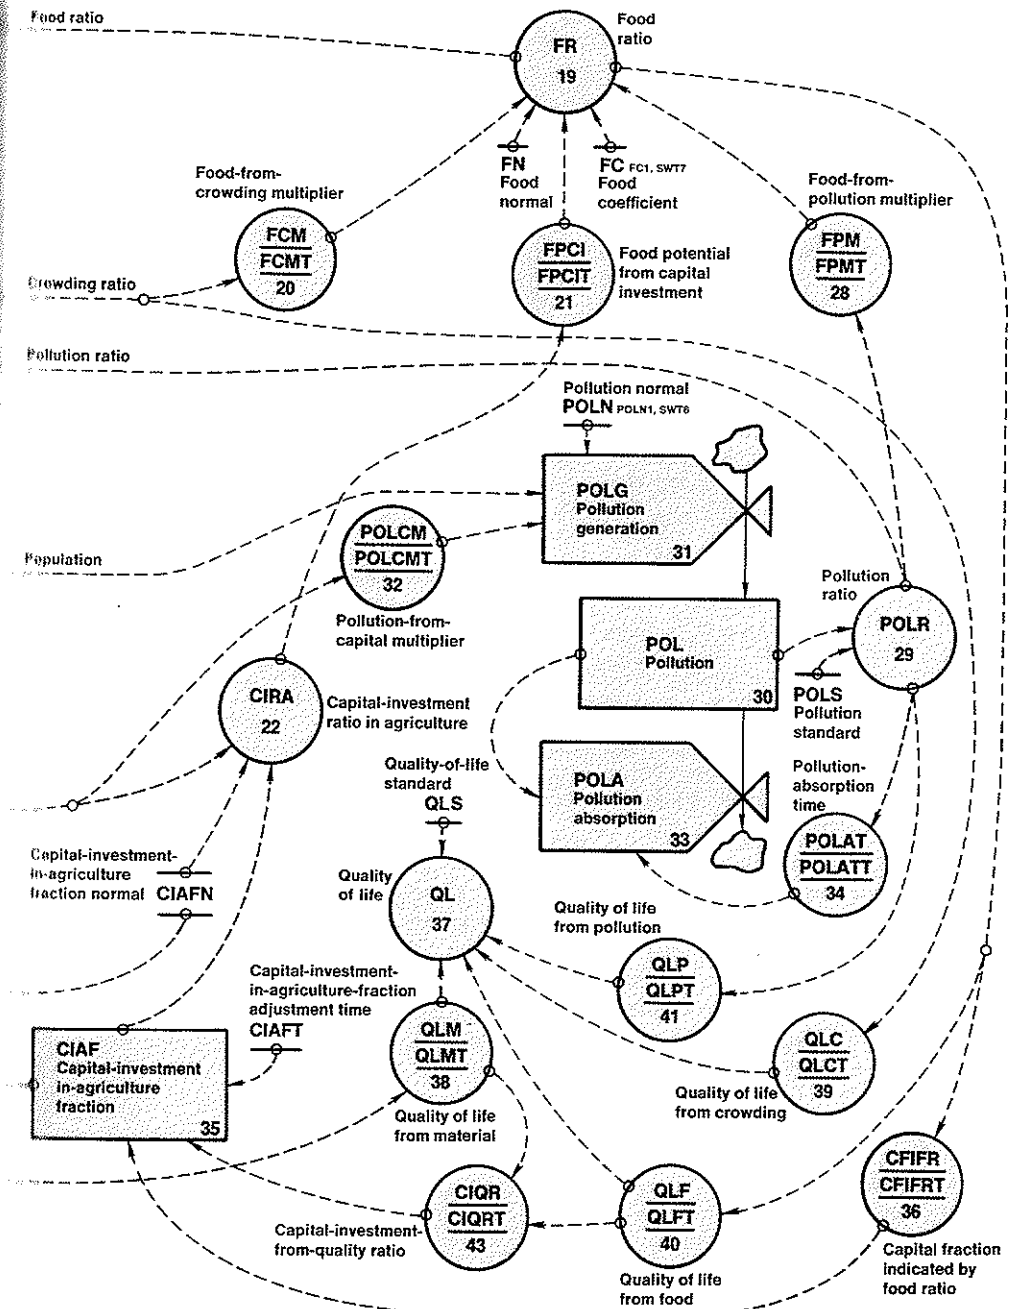 Food ratio
FR
19
Food
ratio
FN
Food
normal
FC FC1, SWT7
Food
coefficient
Food-from-
crowding multiplier
FCM
FCMT
20
FPCI
FPCIT
21
Food potential
from capital
investment
Food-from-
pollution multiplier
FPM
FPMT
28
Crowding ratio
Pollution ratio
Pollution normal
POLN POLN1, SWT6
POLG
Pollution
generation
31
Population
POLCM
POLCMT
32
Pollution-from-
capital multiplier
POL
Pollution
30
Pollution
ratio
POLR
29
POLS
Pollution
standard
CIRA
22
Capital-investment
ratio in agriculture
POLA
Pollution
absorption
33
Pollution-
absorption
time
POLAT
POLATT
34
Quality-of-life
standard
QLS
Quality
of life
QL
37
Capital-investment-
in-agriculture
fraction normal CIAFN
Quality of life
from pollution
QLP
QLPT
41
Capital-investment-
in-agriculture-fraction
adjustment time
CIAFT
QLM
QLMT
38
Quality of life
from material
QLC
QLCT
39
Quality of life
from crowding
CIAF
Capital-investment
in-agriculture
fraction
35
CIQR
CIQRT
43
Capital-investment-
from-quality ratio
QLF
QLFT
40
Quality of life
from food
CFIFR
CFIFRT
36
Capital fraction
indicated by
food ratio